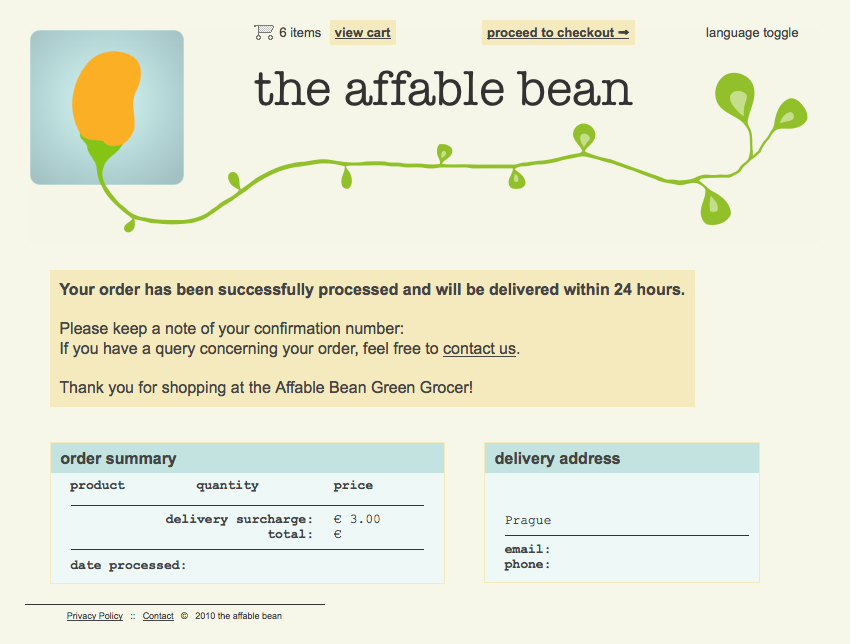 6 items view cart proceed to checkout ➞ language toggle
the affable bean
Your order has been successfully processed and will be delivered within 24 hours.
Please keep a note of your confirmation number:
If you have a query concerning your order, feel free to contact us.
Thank you for shopping at the Affable Bean Green Grocer!
order summary
product quantity price
delivery surcharge: € 3.00
total: €
date processed:
delivery address
Prague
email:
phone:
Privacy Policy :: Contact © 2010 the affable bean